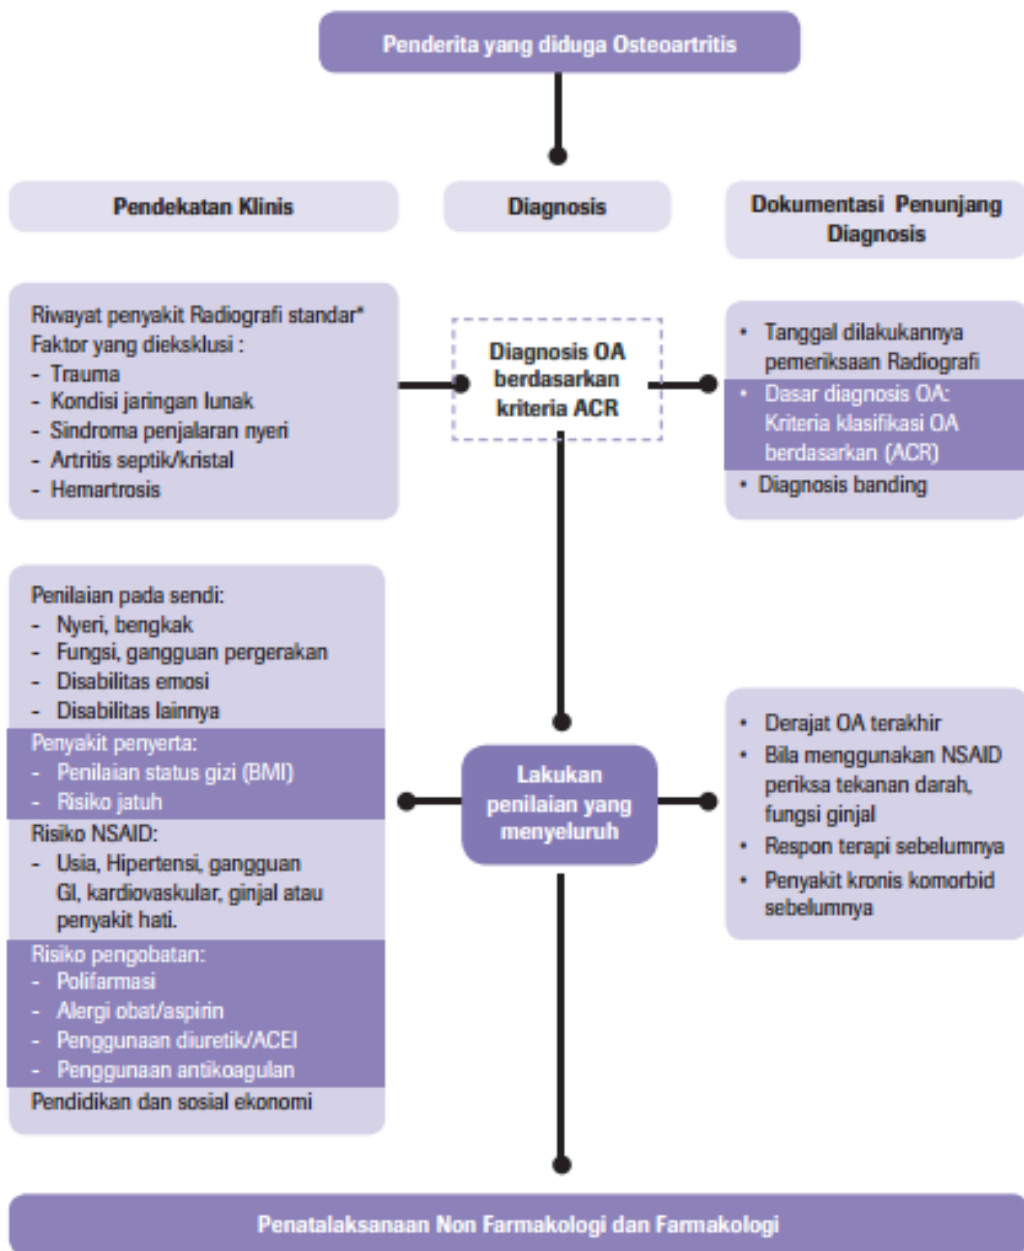 Penderita yang diduga Osteoartritis
Pendekatan Klinis
Diagnosis
Dokumentasi Penunjang
Diagnosis
Riwayat penyakit Radiografi standar*
Faktor yang dieksklusi :
- Trauma
- Kondisi jaringan lunak
- Sindroma penjalaran nyeri
- Artritis septik/kristal
- Hemartrosis
Diagnosis OA
berdasarkan
kriteria ACR
• Tanggal dilakukannya
pemeriksaan Radiografi
• Dasar diagnosis OA:
Kriteria klasifikasi OA
berdasarkan (ACR)
• Diagnosis banding
Penilaian pada sendi:
- Nyeri, bengkak
- Fungsi, gangguan pergerakan
- Disabilitas emosi
- Disabilitas lainnya
Penyakit penyerta:
- Penilaian status gizi (BMI)
- Risiko jatuh
Risiko NSAID:
- Usia, Hipertensi, gangguan
GI, kardiovaskular, ginjal atau
penyakit hati.
Risiko pengobatan:
- Polifarmasi
- Alergi obat/aspirin
- Penggunaan diuretik/ACEI
- Penggunaan antikoagulan
Pendidikan dan sosial ekonomi
Lakukan
penilaian yang
menyeluruh
• Derajat OA terakhir
• Bila menggunakan NSAID
periksa tekanan darah,
fungsi ginjal
• Respon terapi sebelumnya
• Penyakit kronis komorbid
sebelumnya
Penatalaksanaan Non Farmakologi dan Farmakologi